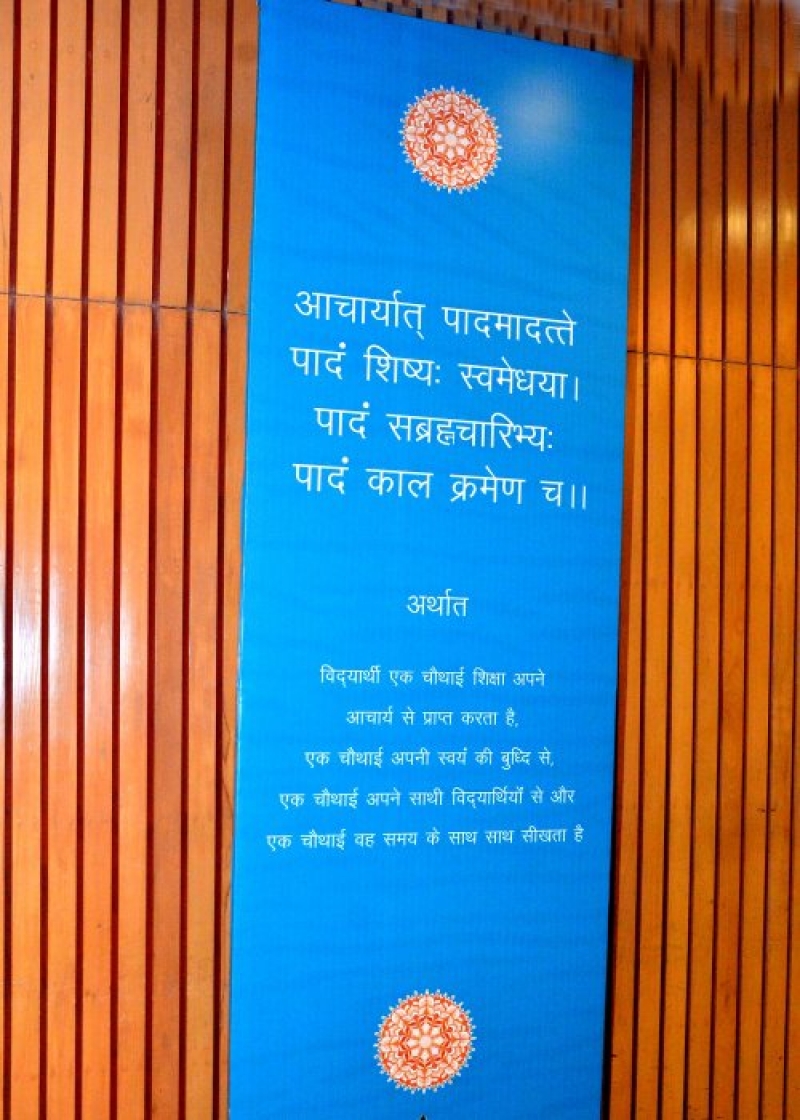 आचार्यात् पादमादत्ते
पादं शिष्यः स्वमेधया।
पादं सब्रह्मचारिभ्यः
पादं काल क्रमेण च।।
अर्थात
विद्यार्थी एक चौथाई शिक्षा अपने
आचार्य से प्राप्त करता है,
एक चौथाई अपनी स्वयं की बुध्दि से,
एक चौथाई अपने साथी विद्यार्थियों से और
एक चौथाई वह समय के साथ साथ सीखता है